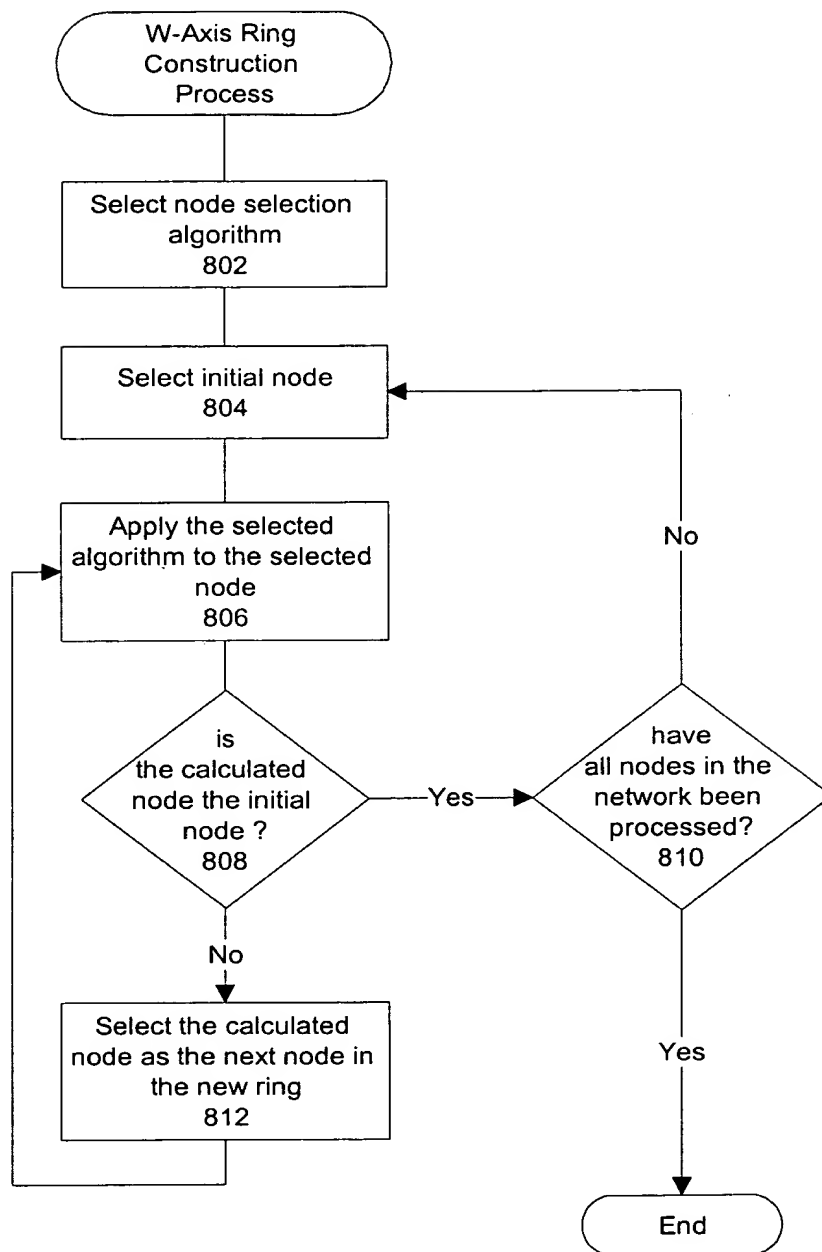 W-Axis Ring
Construction
Process
Select node selection
algorithm
802
Select initial node
804
Apply the selected
algorithm to the selected
node
806
No
is
the calculated
node the initial
node ?
808
Yes
have
all nodes in the
network been
processed?
810
No
Select the calculated
node as the next node in
the new ring
812
Yes
End